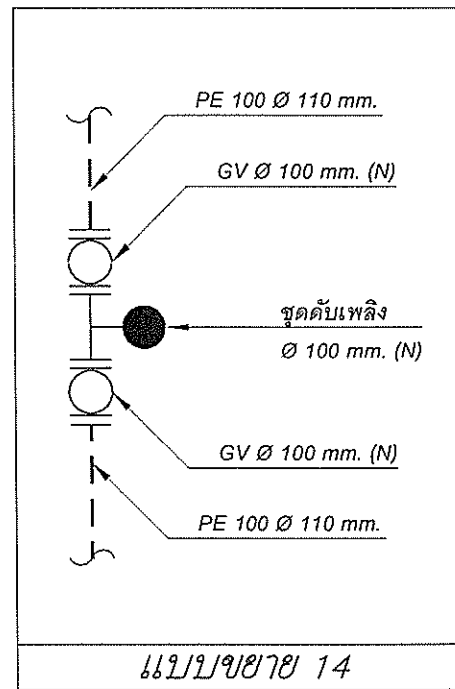 PE 100 Ø 110 mm.
GV Ø 100 mm. (N)
ชุดดับเพลิง
Ø 100 mm. (N)
GV Ø 100 mm. (N)
PE 100 Ø 110 mm.
แบบขยาย 14